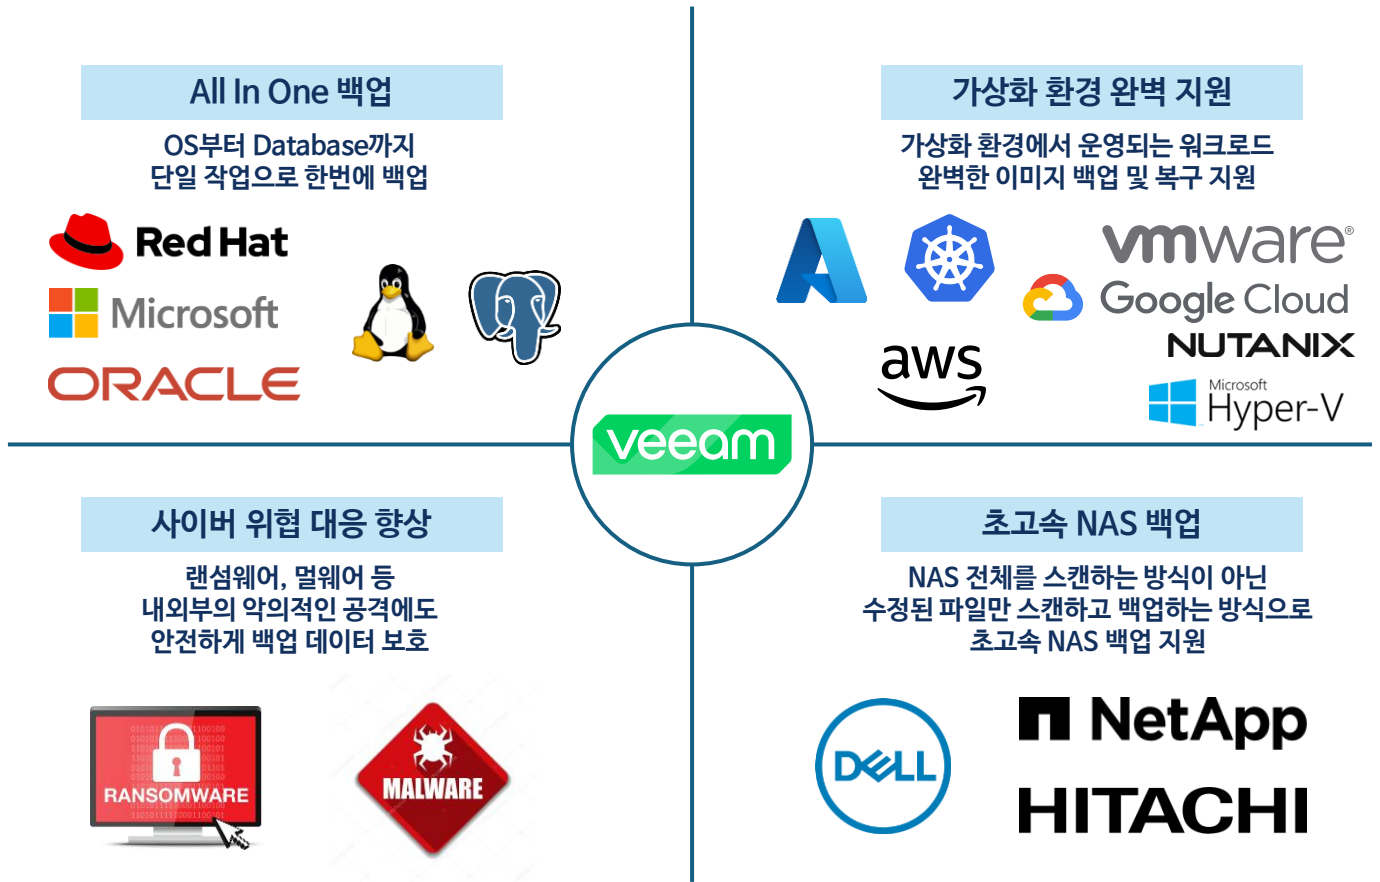 All In One 백업
OS부터 Database까지
단일 작업으로 한번에 백업
Red Hat
Microsoft
ORACLE
가상화 환경 완벽 지원
가상화 환경에서 운영되는 워크로드
완벽한 이미지 백업 및 복구 지원
vmware®
Google Cloud
NUTANIX
aws
Microsoft
Hyper-V
veeam
사이버 위협 대응 향상
랜섬웨어, 멀웨어 등
내외부의 악의적인 공격에도
안전하게 백업 데이터 보호
RANSOMWARE
MALWARE
초고속 NAS 백업
NAS 전체를 스캔하는 방식이 아닌
수정된 파일만 스캔하고 백업하는 방식으로
초고속 NAS 백업 지원
DELL
NetApp
HITACHI